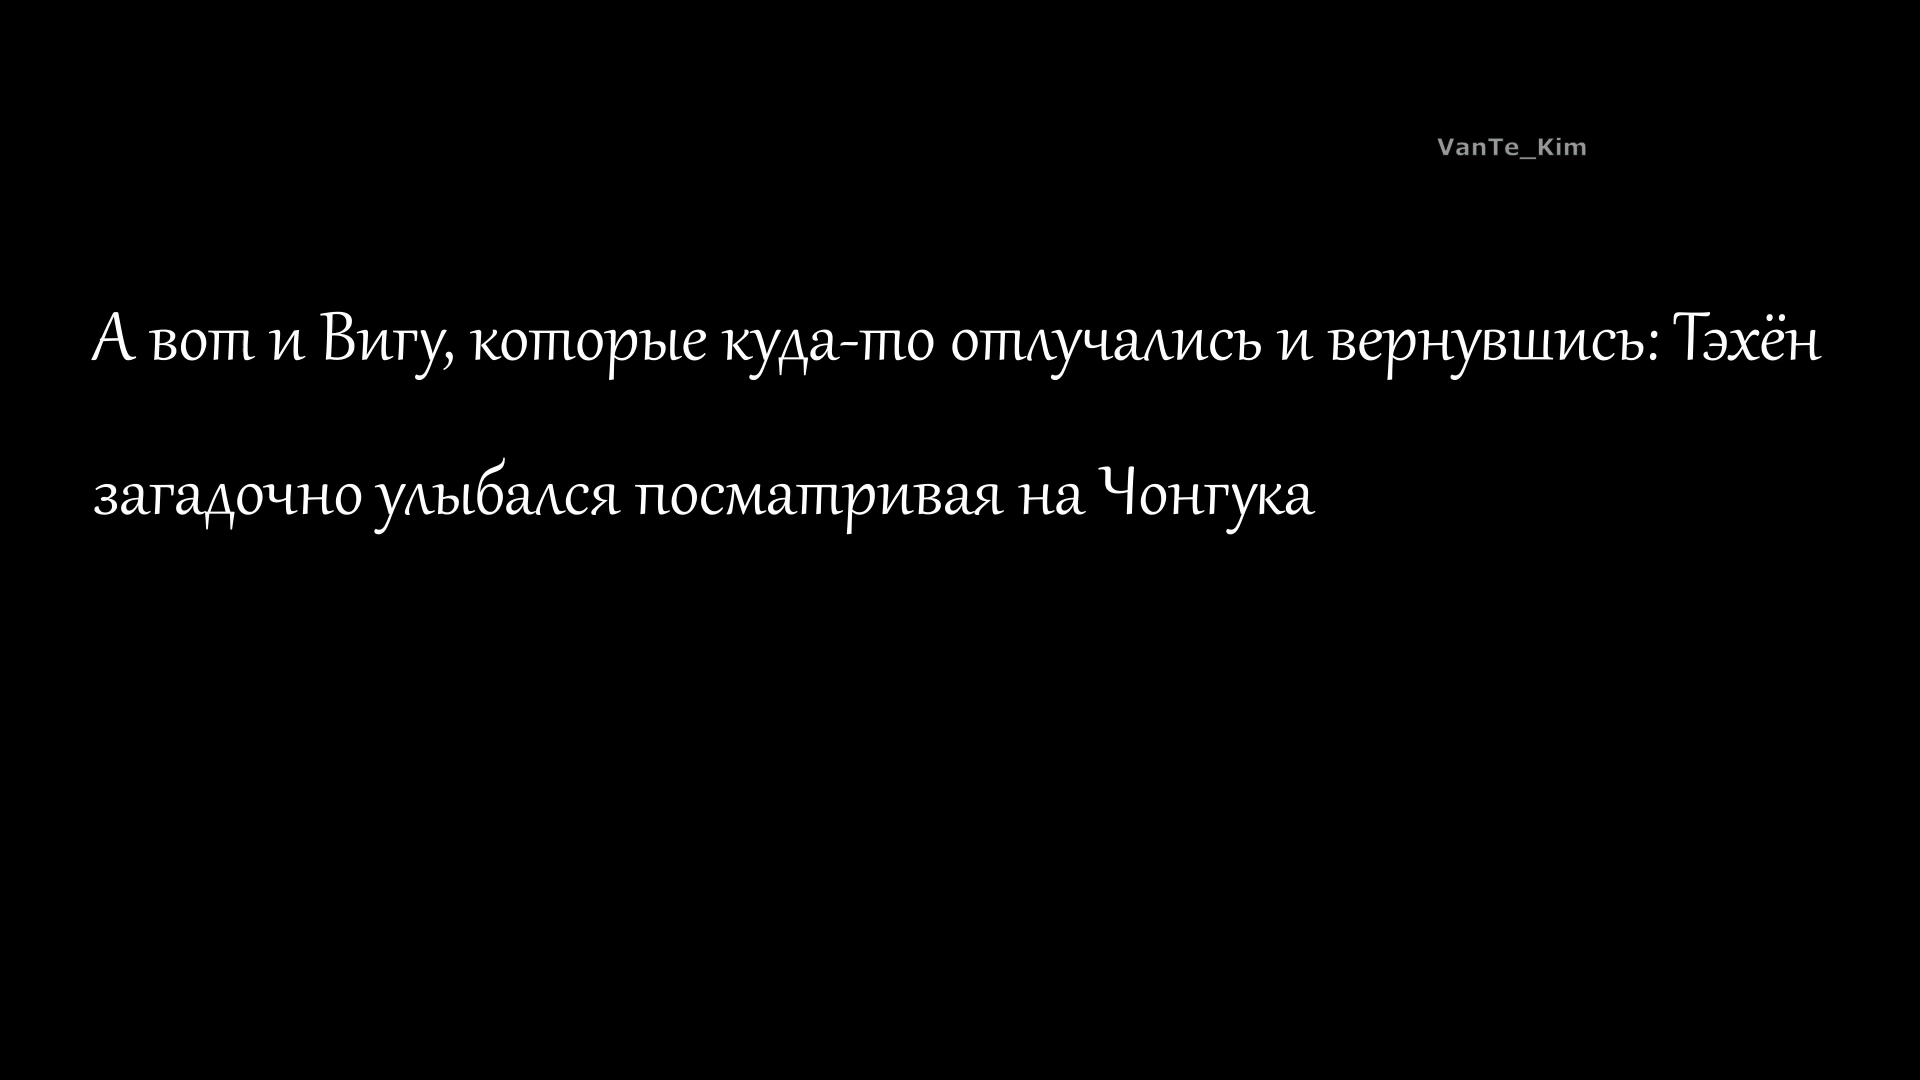 VanTe_Kim
А вот и Вигу, которые куда-то отлучались и вернувшись: Тэхён
загадочно улыбался посматривая на Чонгука